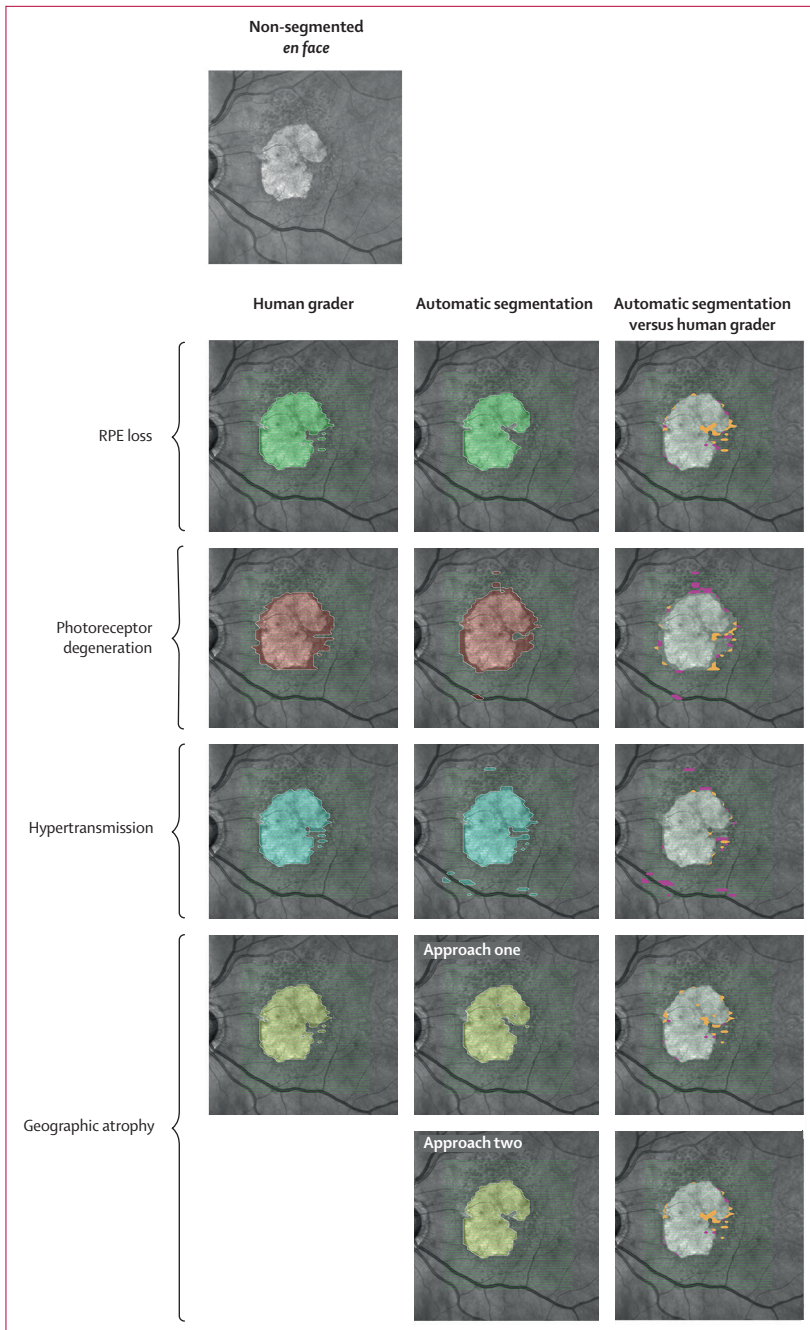 Non-segmented
en face
Human grader
Automatic segmentation
Automatic segmentation
versus human grader
RPE loss
Photoreceptor
degeneration
Hypertransmission
Geographic atrophy
Approach one
Approach two